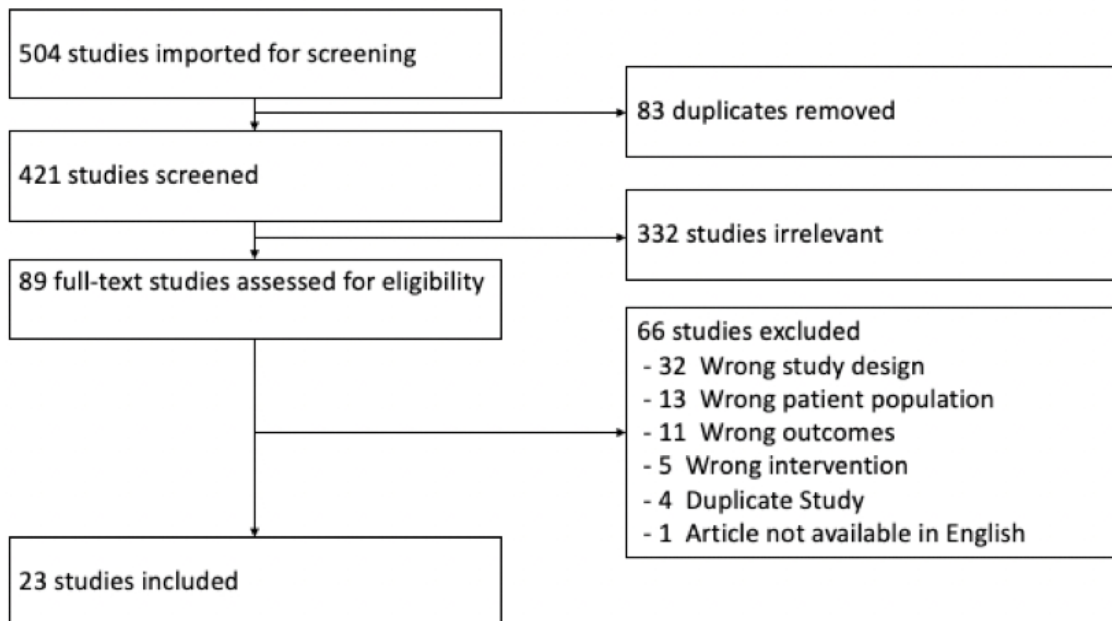 504 studies imported for screening
83 duplicates removed
421 studies screened
332 studies irrelevant
89 full-text studies assessed for eligibility
66 studies excluded
- 32 Wrong study design
- 13 Wrong patient population
- 11 Wrong outcomes
- 5 Wrong intervention
- 4 Duplicate Study
- 1 Article not available in English
23 studies included